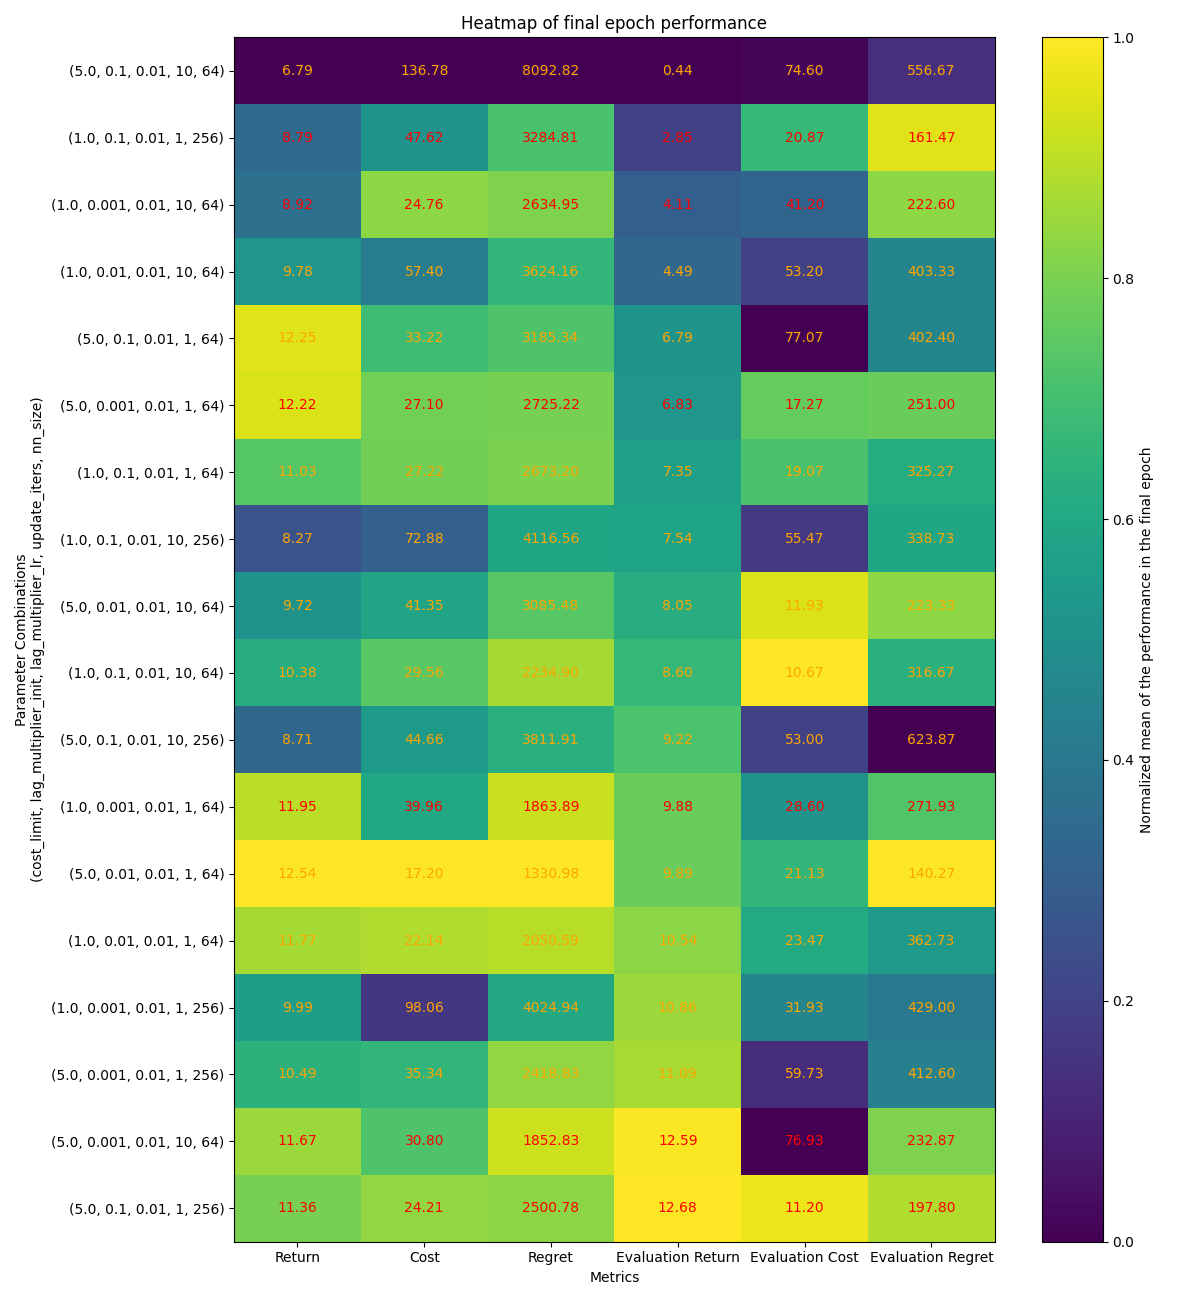 Heatmap of final epoch performance
(5.0, 0.1, 0.01, 10, 64) 6.79 136.78 8092.82 0.44 74.60 556.67
(1.0, 0.1, 0.01, 1, 256) 8.79 47.62 3284.81 2.85 20.87 161.47
(1.0, 0.001, 0.01, 10, 64) 8.92 24.76 2634.95 4.11 41.20 222.60
(1.0, 0.01, 0.01, 10, 64) 9.78 57.40 3624.16 4.49 53.20 403.33
(5.0, 0.1, 0.01, 1, 64) 12.25 33.22 3185.34 6.79 77.07 402.40
(5.0, 0.001, 0.01, 1, 64) 12.22 27.10 2725.22 6.83 17.27 251.00
(1.0, 0.1, 0.01, 1, 64) 11.03 27.22 7.35 19.07 325.27
(1.0, 0.1, 0.01, 10, 256) 8.27 72.88 4116.56 7.54 55.47 338.73
(5.0, 0.01, 0.01, 10, 64) 9.72 41.35 3085.48 8.05 11.93
(1.0, 0.1, 0.01, 10, 64) 10.38 29.56 2234.90 8.60 10.67 316.67
(5.0, 0.1, 0.01, 10, 256) 8.71 44.66 3811.91 9.22 53.00 623.87
(1.0, 0.001, 0.01, 1, 64) 11.95 39.96 1863.89 9.88 28.60 271.93
(5.0, 0.01, 0.01, 1, 64) 12.54 17.20 1330.98 9.89 21.13 140.27
(1.0, 0.01, 0.01, 1, 64) 11.77 22.14 2050.59 10.54 23.47 362.73
(1.0, 0.001, 0.01, 1, 256) 9.99 98.06 4024.94 10.86 31.93 429.00
(5.0, 0.001, 0.01, 1, 256) 10.49 35.34 11.09 59.73 412.60
(5.0, 0.001, 0.01, 10, 64) 11.67 30.80 1852.83 12.59 76.93 232.87
(5.0, 0.1, 0.01, 1, 256) 11.36 24.21 2500.78 12.68 11.20 197.80
Return Cost Regret Evaluation Return Evaluation Cost Evaluation Regret
Metrics
Parameter Combinations
(cost_limit, lag_multiplier_init, lag_multiplier_lr, update_iters, nn_size)
1.0
0.8
0.6
0.4
0.2
0.0
Normalized mean of the performance in the final epoch